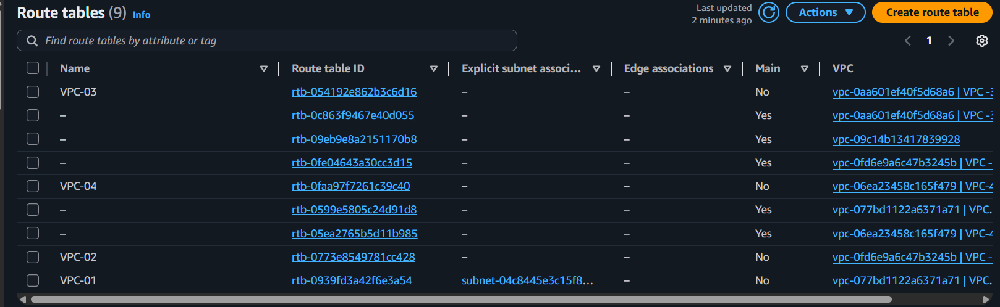 Route tables (9) Info
Last updated
2 minutes ago
Actions
Create route table
Find route tables by attribute or tag
1
Name Route table ID Explicit subnet associ... Edge associations Main VPC
VPC-03 rtb-054192e862b3c6d16 – – No vpc-0aa601ef40f5d68a6 | VPC -3
– rtb-0c863f9467e40d055 – – Yes vpc-0aa601ef40f5d68a6 | VPC -3
– rtb-09eb9e8a2151170b8 – – Yes vpc-09c14b13417839928
– rtb-0fe04643a30cc3d15 – – Yes vpc-0fd6e9a6c47b3245b | VPC -
VPC-04 rtb-0faa97f7261c39c40 – – No vpc-06ea23458c165f479 | VPC-4
– rtb-0599e5805c24d91d8 – – Yes vpc-077bd1122a6371a71 | VPC.
– rtb-05ea2765b5d11b985 – – Yes vpc-06ea23458c165f479 | VPC-4
VPC-02 rtb-0773e8549781cc428 – – No vpc-0fd6e9a6c47b3245b | VPC -
VPC-01 rtb-0939fd3a42f6e3a54 subnet-04c8445e3c15f8... – No vpc-077bd1122a6371a71 | VPC.